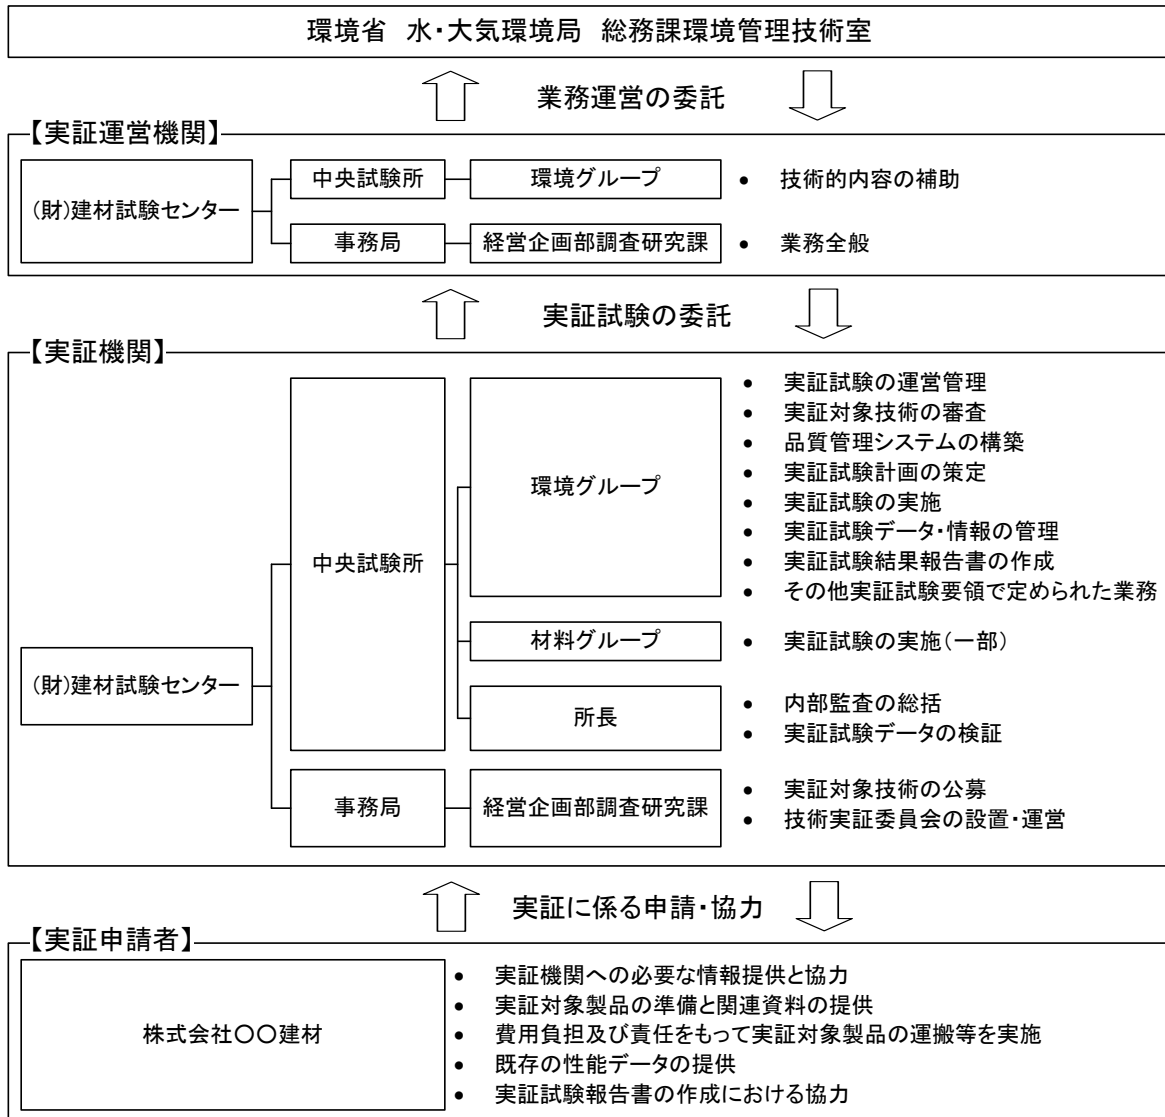 環境省 水・大気環境局 総務課環境管理技術室
業務運営の委託
【実証運営機関】
(財)建材試験センター
中央試験所
環境グループ
• 技術的内容の補助
事務局
経営企画部調査研究課
• 業務全般
実証試験の委託
【実証機関】
(財)建材試験センター
中央試験所
環境グループ
• 実証試験の運営管理
• 実証対象技術の審査
• 品質管理システムの構築
• 実証試験計画の策定
• 実証試験の実施
• 実証試験データ・情報の管理
• 実証試験結果報告書の作成
• その他実証試験要領で定められた業務
材料グループ
• 実証試験の実施(一部)
所長
• 内部監査の総括
• 実証試験データの検証
事務局
経営企画部調査研究課
• 実証対象技術の公募
• 技術実証委員会の設置・運営
実証に係る申請・協力
【実証申請者】
株式会社〇〇建材
• 実証機関への必要な情報提供と協力
• 実証対象製品の準備と関連資料の提供
• 費用負担及び責任をもって実証対象製品の運搬等を実施
• 既存の性能データの提供
• 実証試験報告書の作成における協力